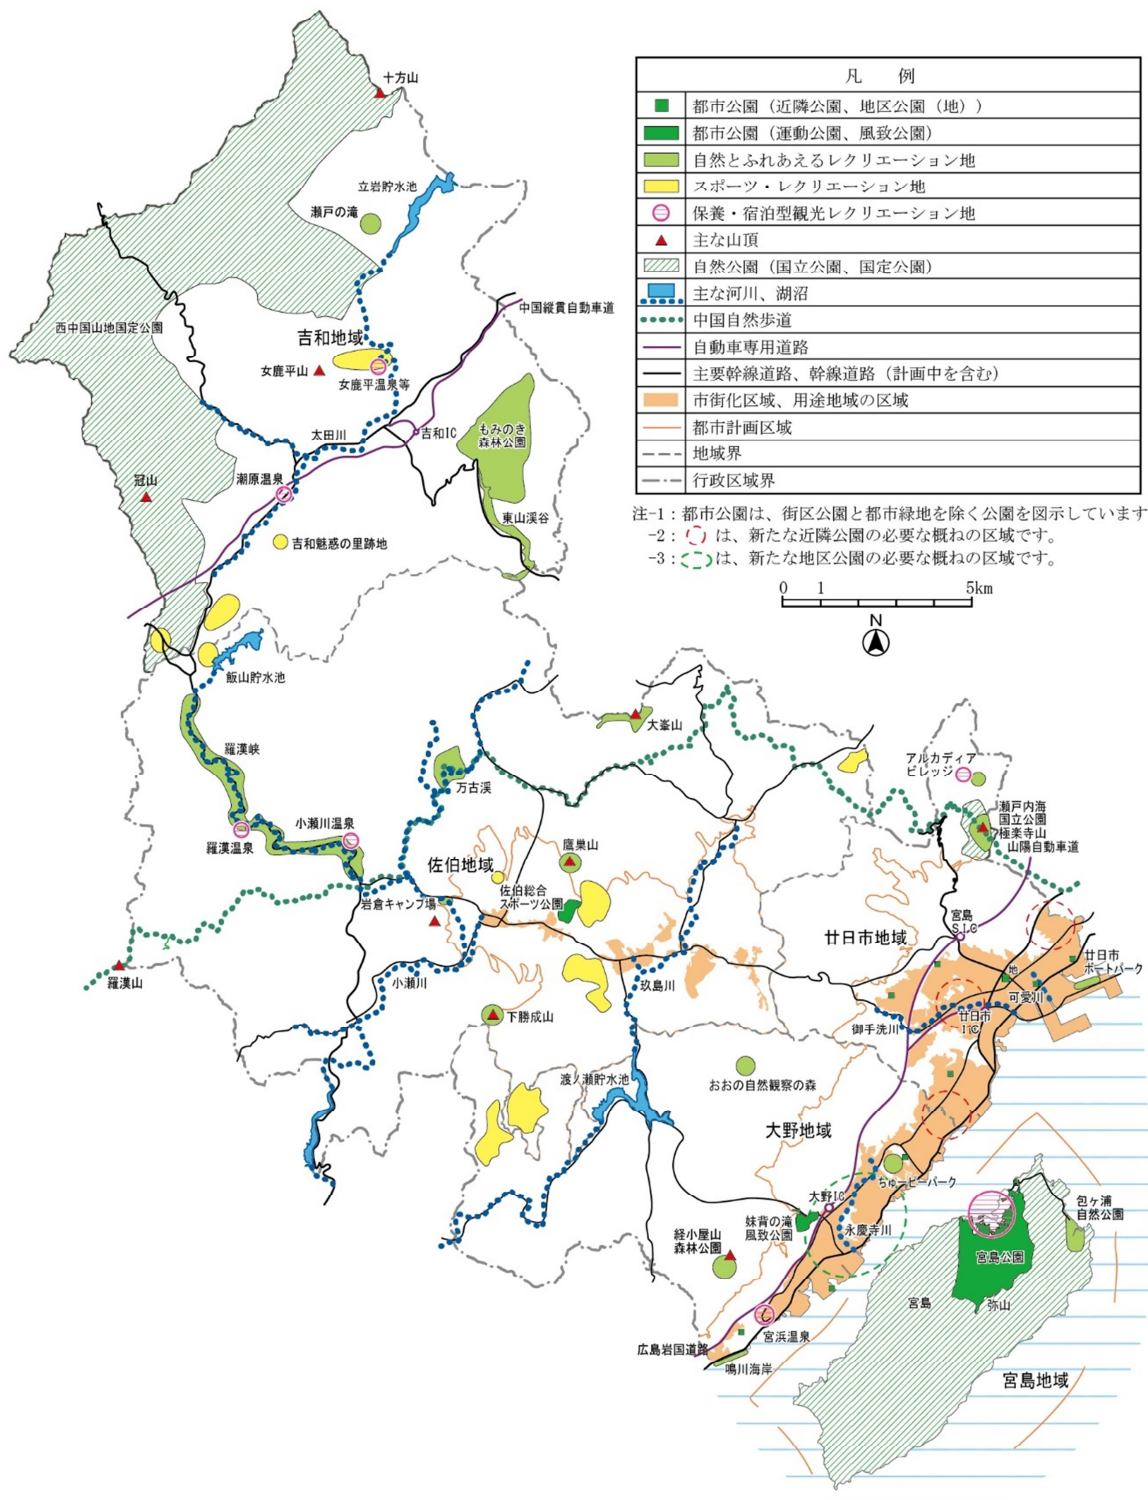 十方山
立岩貯水池
瀬戸の滝
西中国山地国定公園
吉和地域
中国縦貫自動車道
女鹿平山
女鹿平温泉等
太田川
吉和IC
もみのき
森林公園
冠山
潮原温泉
東山渓谷
吉和魅惑の里跡地
飯山貯水池
羅漢峡
羅漢温泉
小瀬川温泉
万古渓
大峯山
佐伯地域
鷹巣山
佐伯総合
スポーツ公園
岩倉キャンプ場
羅漢山
小瀬川
下勝成山
玖島川
渡ノ瀬貯水池
アルカディア
ビレッジ
瀬戸内海
国立公園
極楽寺山
山陽自動車道
廿日市地域
宮島
SIC
地
廿日市
ポートパーク
可愛川
御手洗川
廿日市
IC
おおの自然観察の森
大野地域
ちゅーピーパーク
大野IC
妹背の滝
風致公園
永慶寺川
経小屋山
森林公園
宮浜温泉
広島岩国道路
鳴川海岸
包ヶ浦
自然公園
宮島公園
宮島
弥山
宮島地域
凡 例
都市公園（近隣公園、地区公園（地））
都市公園（運動公園、風致公園）
自然とふれあえるレクリエーション地
スポーツ・レクリエーション地
保養・宿泊型観光レクリエーション地
主な山頂
自然公園（国立公園、国定公園）
主な河川、湖沼
中国自然歩道
自動車専用道路
主要幹線道路、幹線道路（計画中を含む）
市街化区域、用途地域の区域
都市計画区域
地域界
行政区域界
注-1：都市公園は、街区公園と都市緑地を除く公園を図示しています
-2： は、新たな近隣公園の必要な概ねの区域です。
-3： は、新たな地区公園の必要な概ねの区域です。
0 1 5km
N